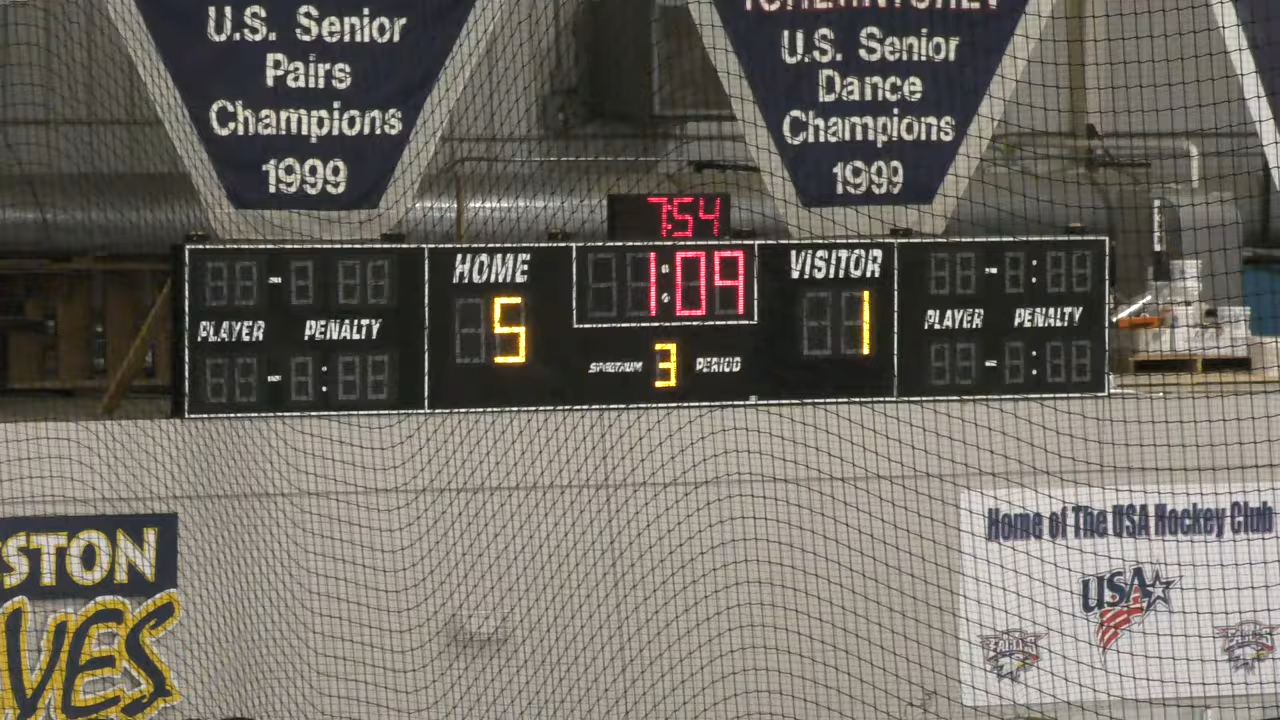 U.S. Senior
Pairs
Champions
1999
U.S. Senior
Dance
Champions
1999
7:54
HOME
1:09
VISITOR
5
1
PLAYER PENALTY
PLAYER PENALTY
SPECTRUM 3 PERIOD
STON
VES
Home of The USA Hockey Club
USA